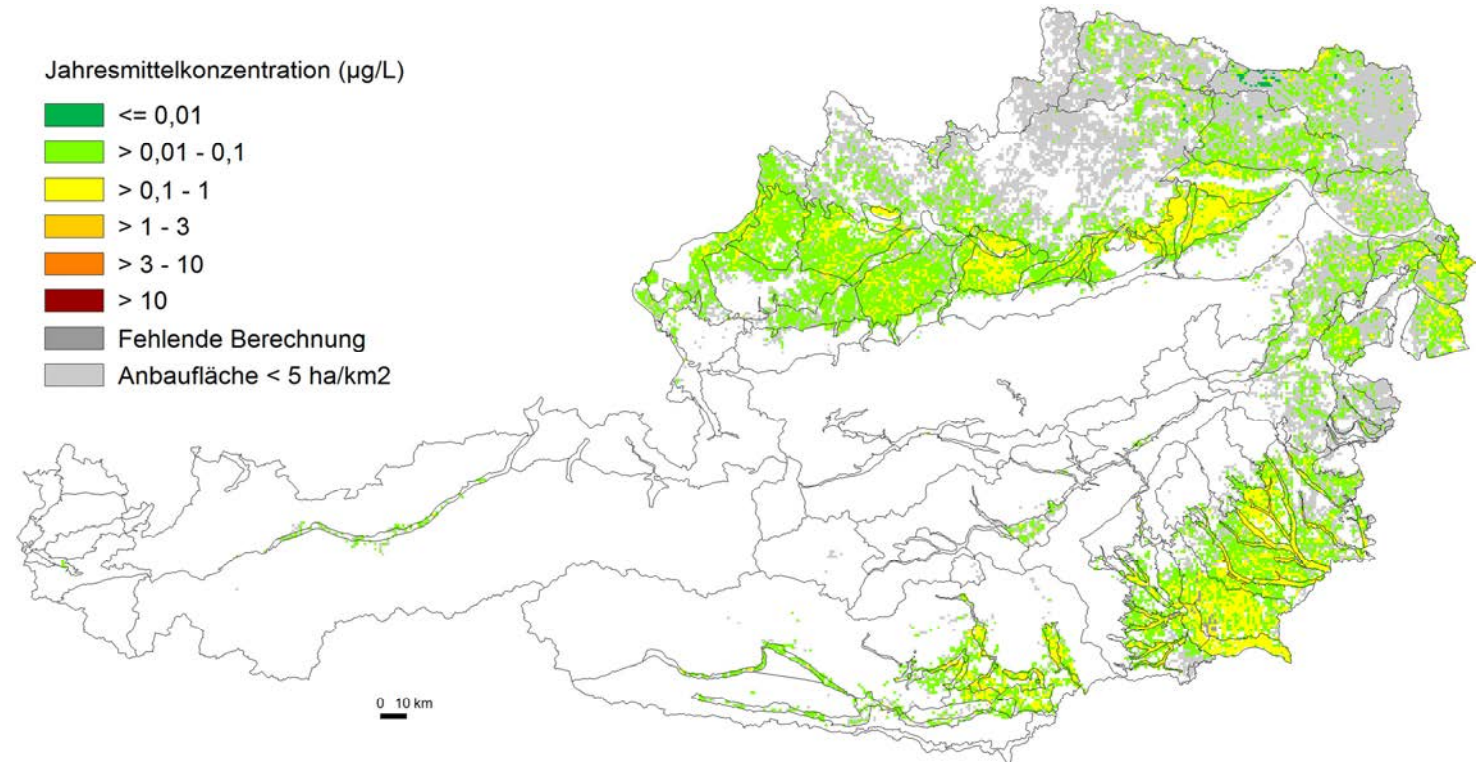 Jahresmittelkonzentration (µg/L)
<= 0,01
> 0,01 - 0,1
> 0,1 - 1
> 1 - 3
> 3 - 10
> 10
Fehlende Berechnung
Anbaufläche < 5 ha/km2
0 10 km